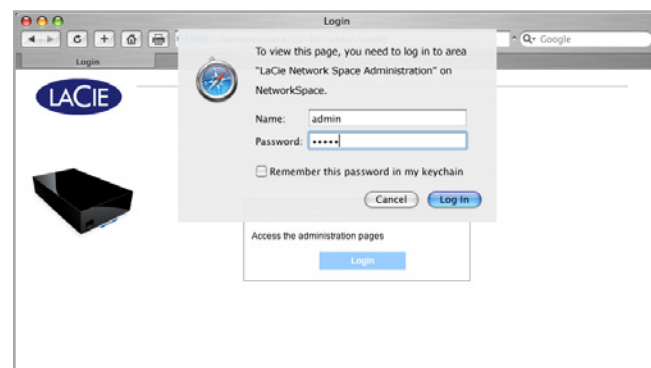 Login
Google
Login
To view this page, you need to log in to area
"LaCie Network Space Administration" on
NetworkSpace.
Name: admin
Password: •••••
Remember this password in my keychain
Cancel Log In
LACIE
Access the administration pages
Login